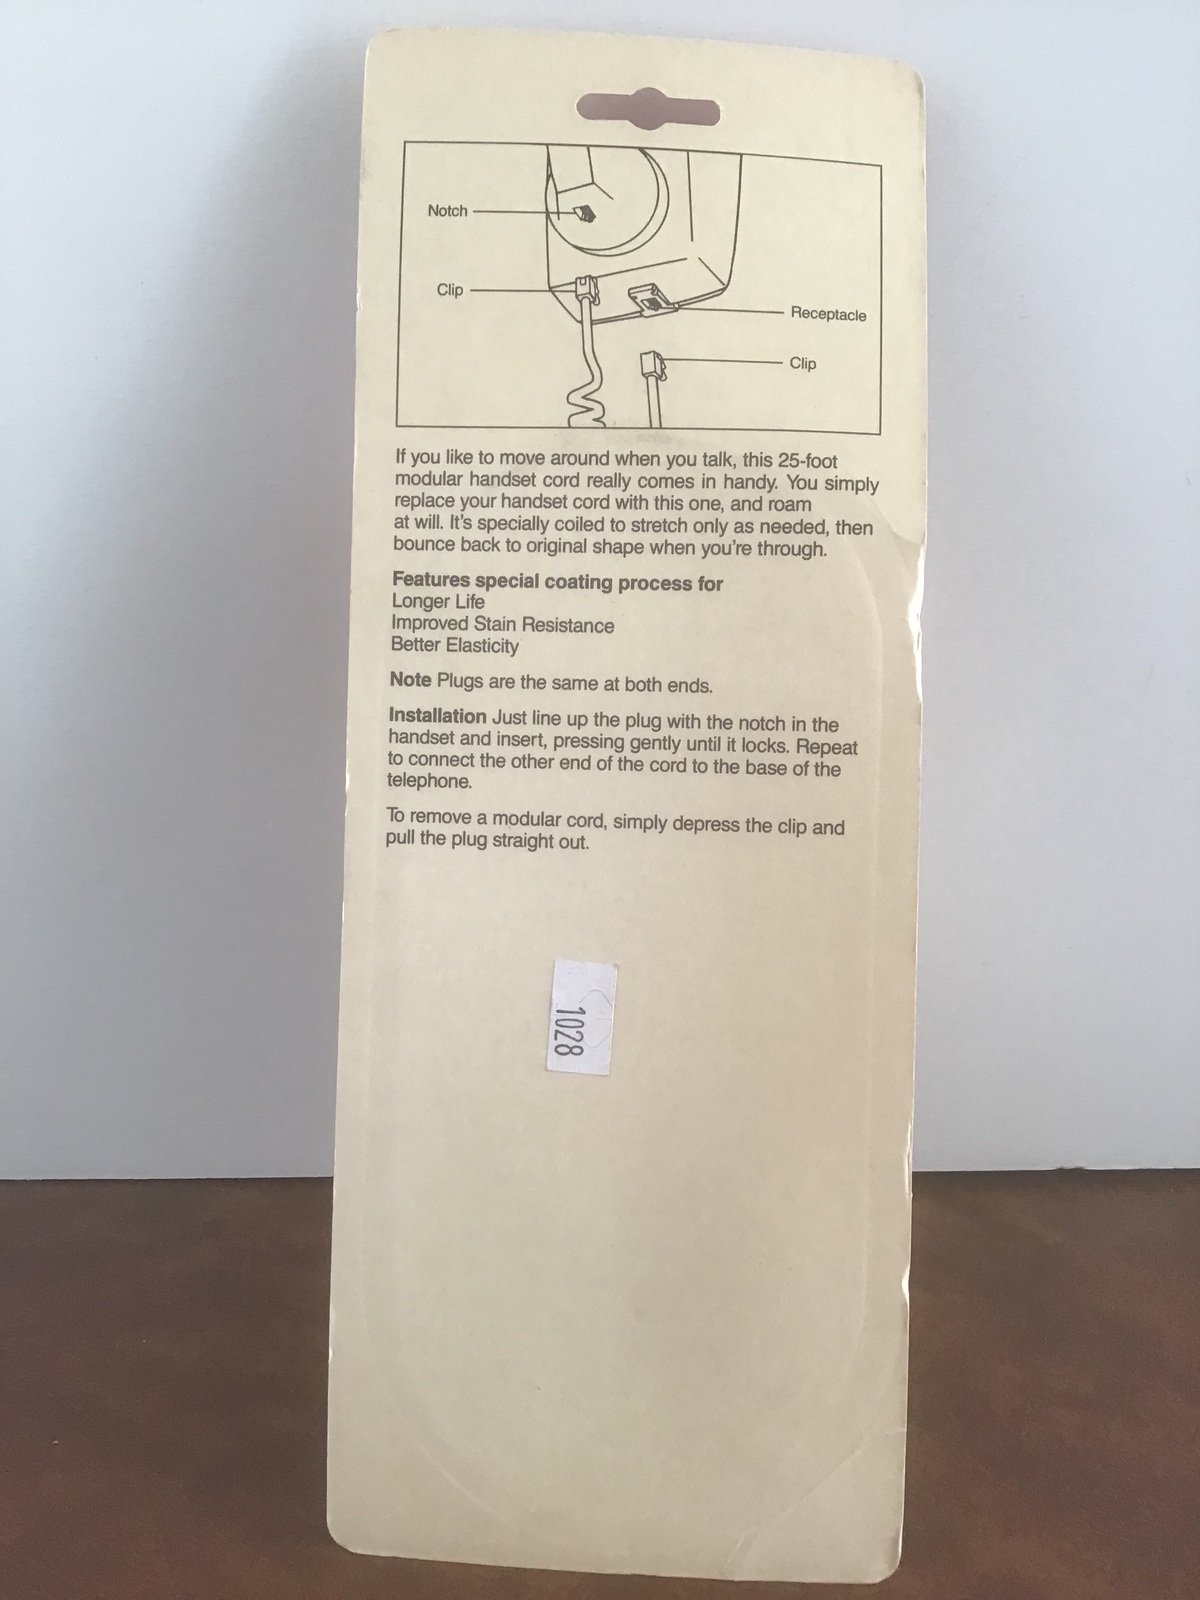 Notch
Clip
Receptacle
Clip
If you like to move around when you talk, this 25-foot
modular handset cord really comes in handy. You simply
replace your handset cord with this one, and roam
at will. It's specially coiled to stretch only as needed, then
bounce back to original shape when you're through.
Features special coating process for
Longer Life
Improved Stain Resistance
Better Elasticity
Note Plugs are the same at both ends.
Installation Just line up the plug with the notch in the
handset and insert, pressing gently until it locks. Repeat
to connect the other end of the cord to the base of the
telephone.
To remove a modular cord, simply depress the clip and
pull the plug straight out.
1028